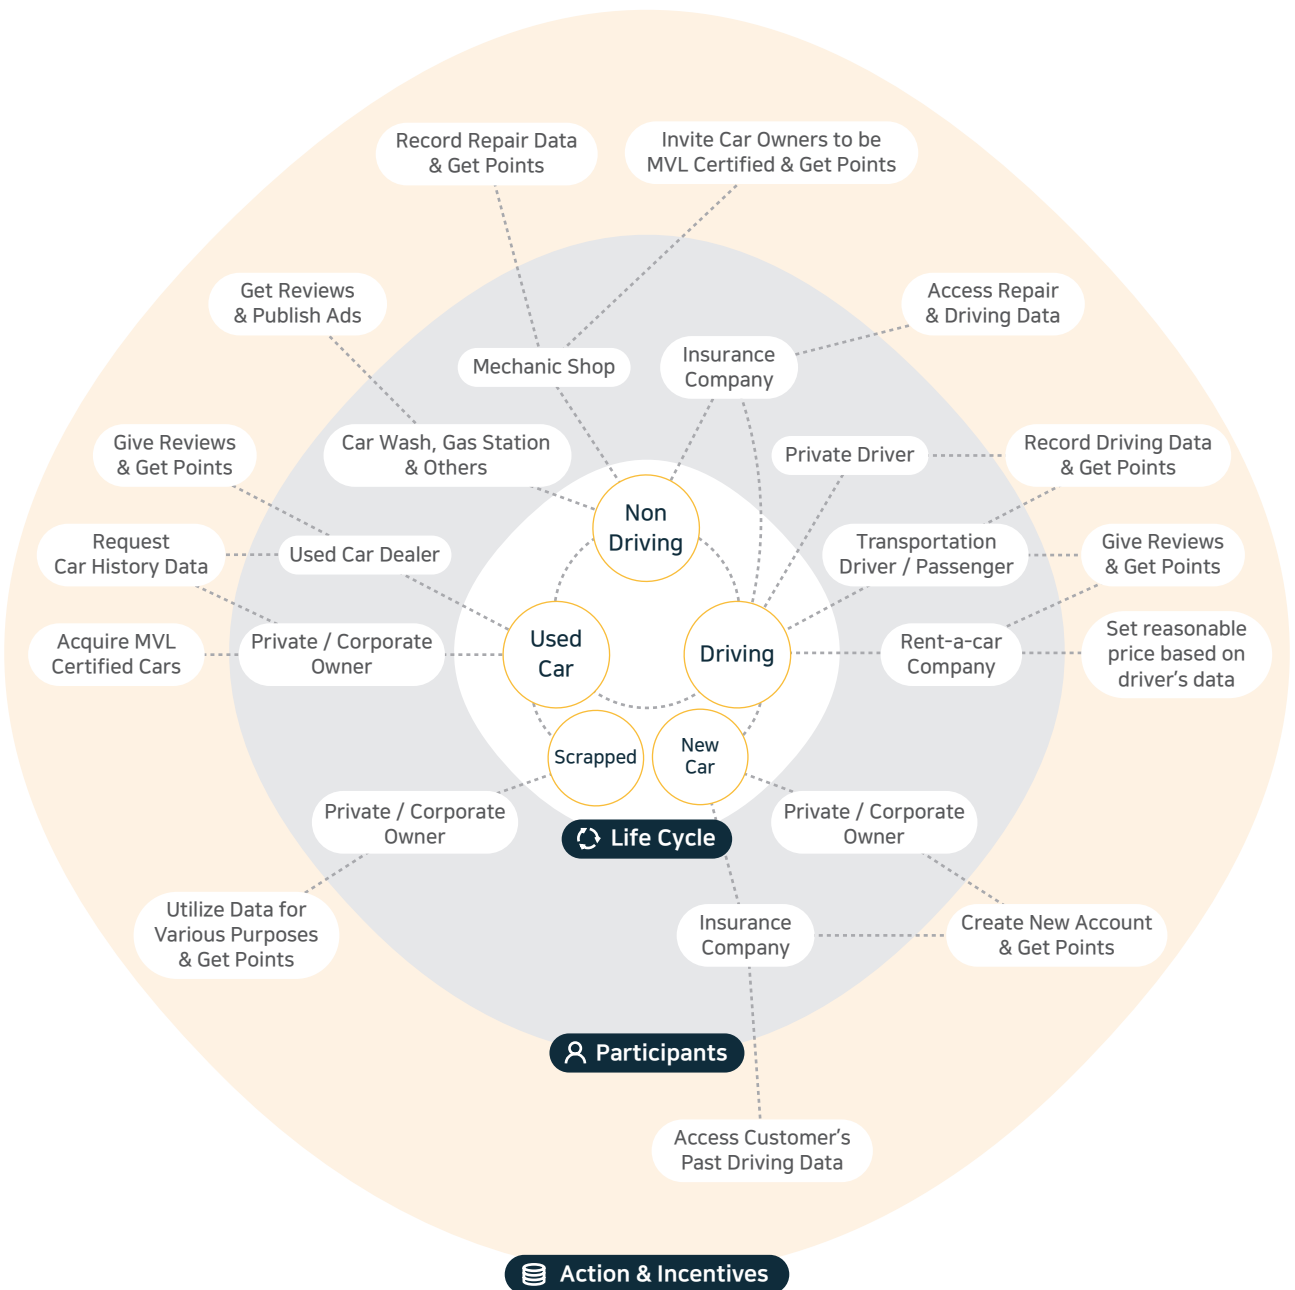 Record Repair Data
& Get Points
Invite Car Owners to be
MVL Certified & Get Points
Get Reviews
& Publish Ads
Access Repair
& Driving Data
Mechanic Shop
Insurance
Company
Give Reviews
& Get Points
Car Wash, Gas Station
& Others
Private Driver
Record Driving Data
& Get Points
Non
Driving
Request
Car History Data
Used Car Dealer
Transportation
Driver / Passenger
Give Reviews
& Get Points
Acquire MVL
Certified Cars
Private / Corporate
Owner
Used
Car
Driving
Rent-a-car
Company
Set reasonable
price based on
driver's data
Scrapped
New
Car
Private / Corporate
Owner
Life Cycle
Private / Corporate
Owner
Utilize Data for
Various Purposes
& Get Points
Insurance
Company
Create New Account
& Get Points
Participants
Access Customer's
Past Driving Data
Action & Incentives